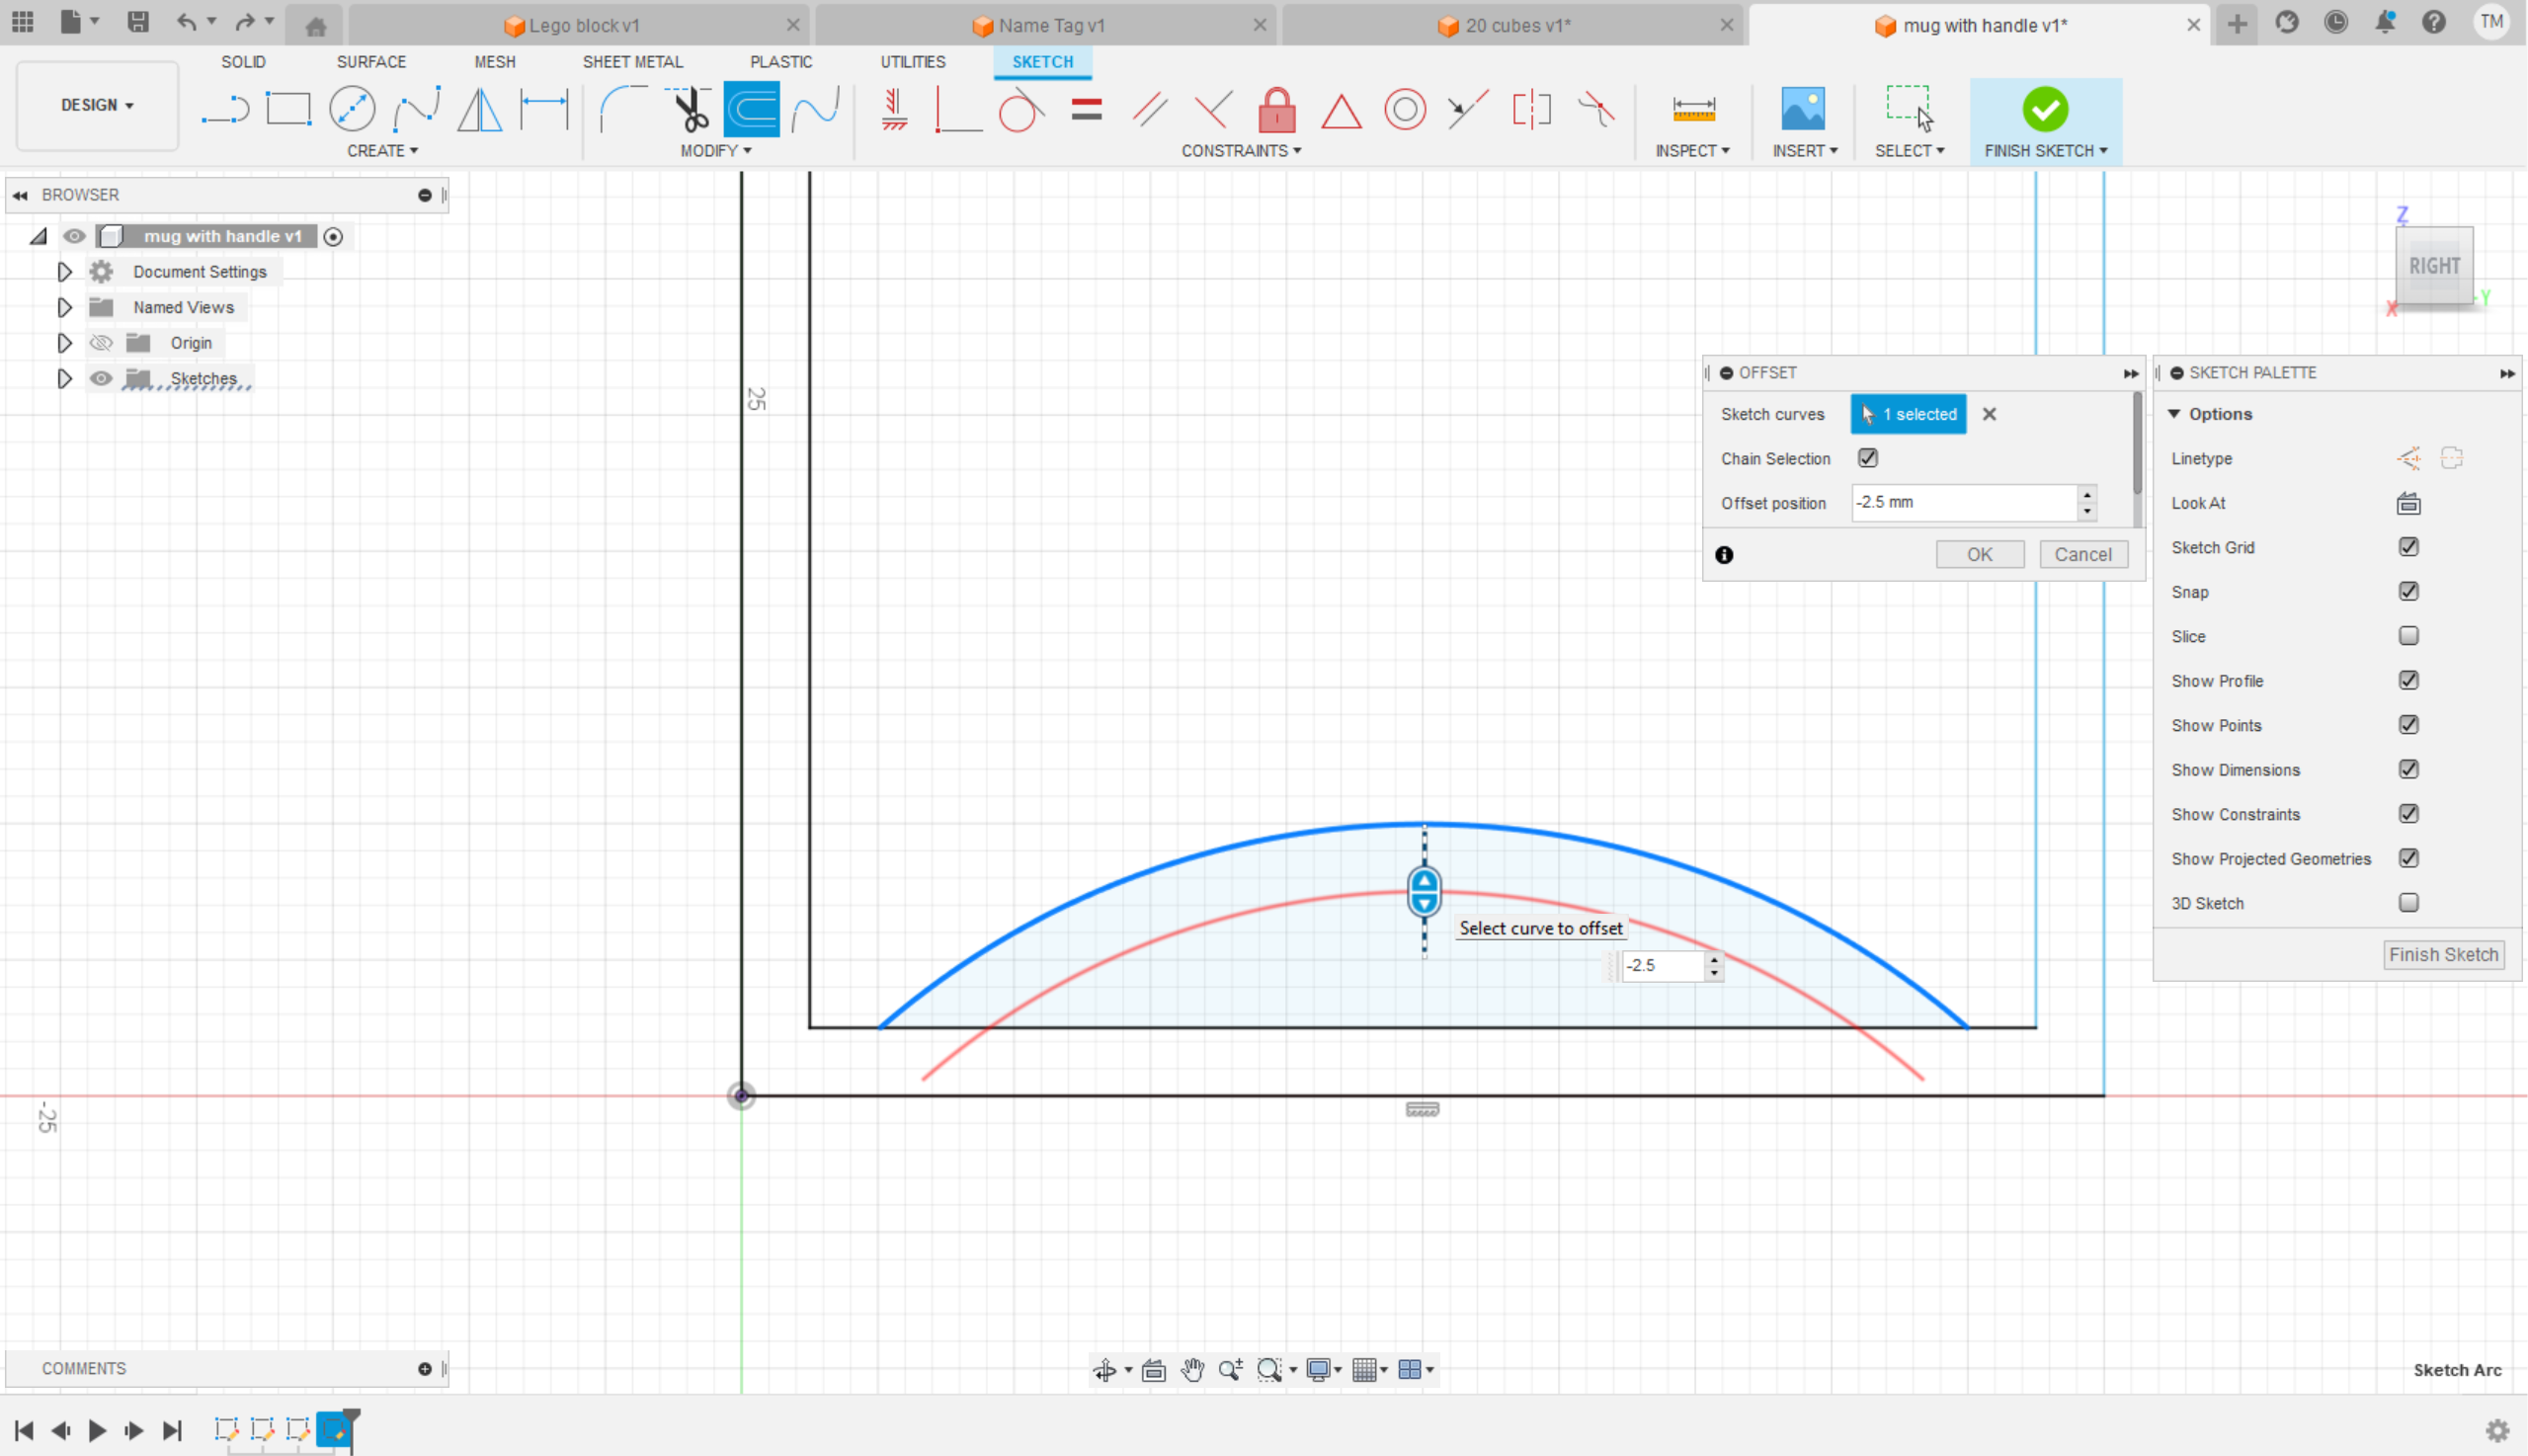 Lego block v1
Name Tag v1
20 cubes v1*
mug with handle v1*
TM
SOLID
SURFACE
MESH
SHEET METAL
PLASTIC
UTILITIES
SKETCH
DESIGN
CREATE
MODIFY
CONSTRAINTS
INSPECT
INSERT
SELECT
FINISH SKETCH
BROWSER
mug with handle v1
Document Settings
Named Views
Origin
Sketches
25
-25
Z
RIGHT
X
-Y
OFFSET
Sketch curves
1 selected
Chain Selection
Offset position
-2.5 mm
OK
Cancel
SKETCH PALETTE
Options
Linetype
Look At
Sketch Grid
Snap
Slice
Show Profile
Show Points
Show Dimensions
Show Constraints
Show Projected Geometries
3D Sketch
Finish Sketch
Select curve to offset
-2.5
COMMENTS
Sketch Arc